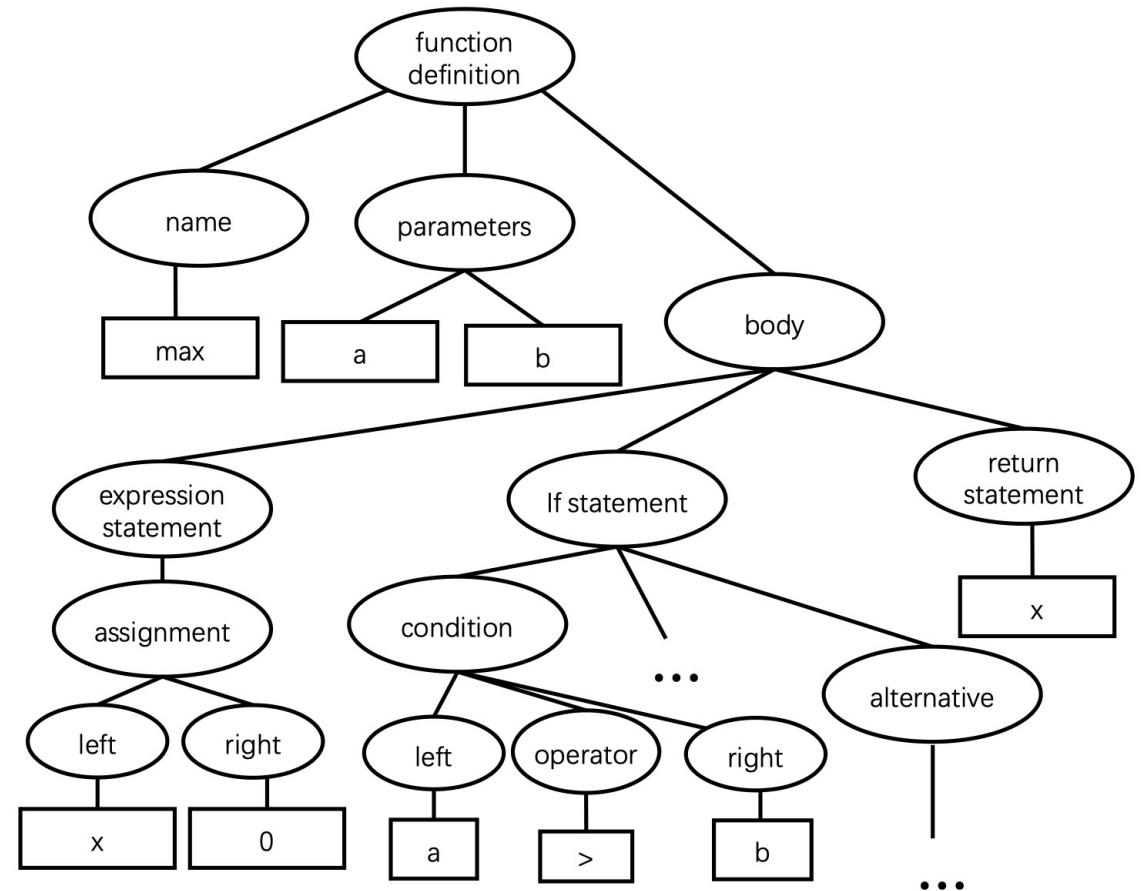 function
definition
name
parameters
max
a
b
body
expression
statement
If statement
return
statement
assignment
condition
x
...
alternative
left
right
left
operator
right
x
0
a
>
b
...